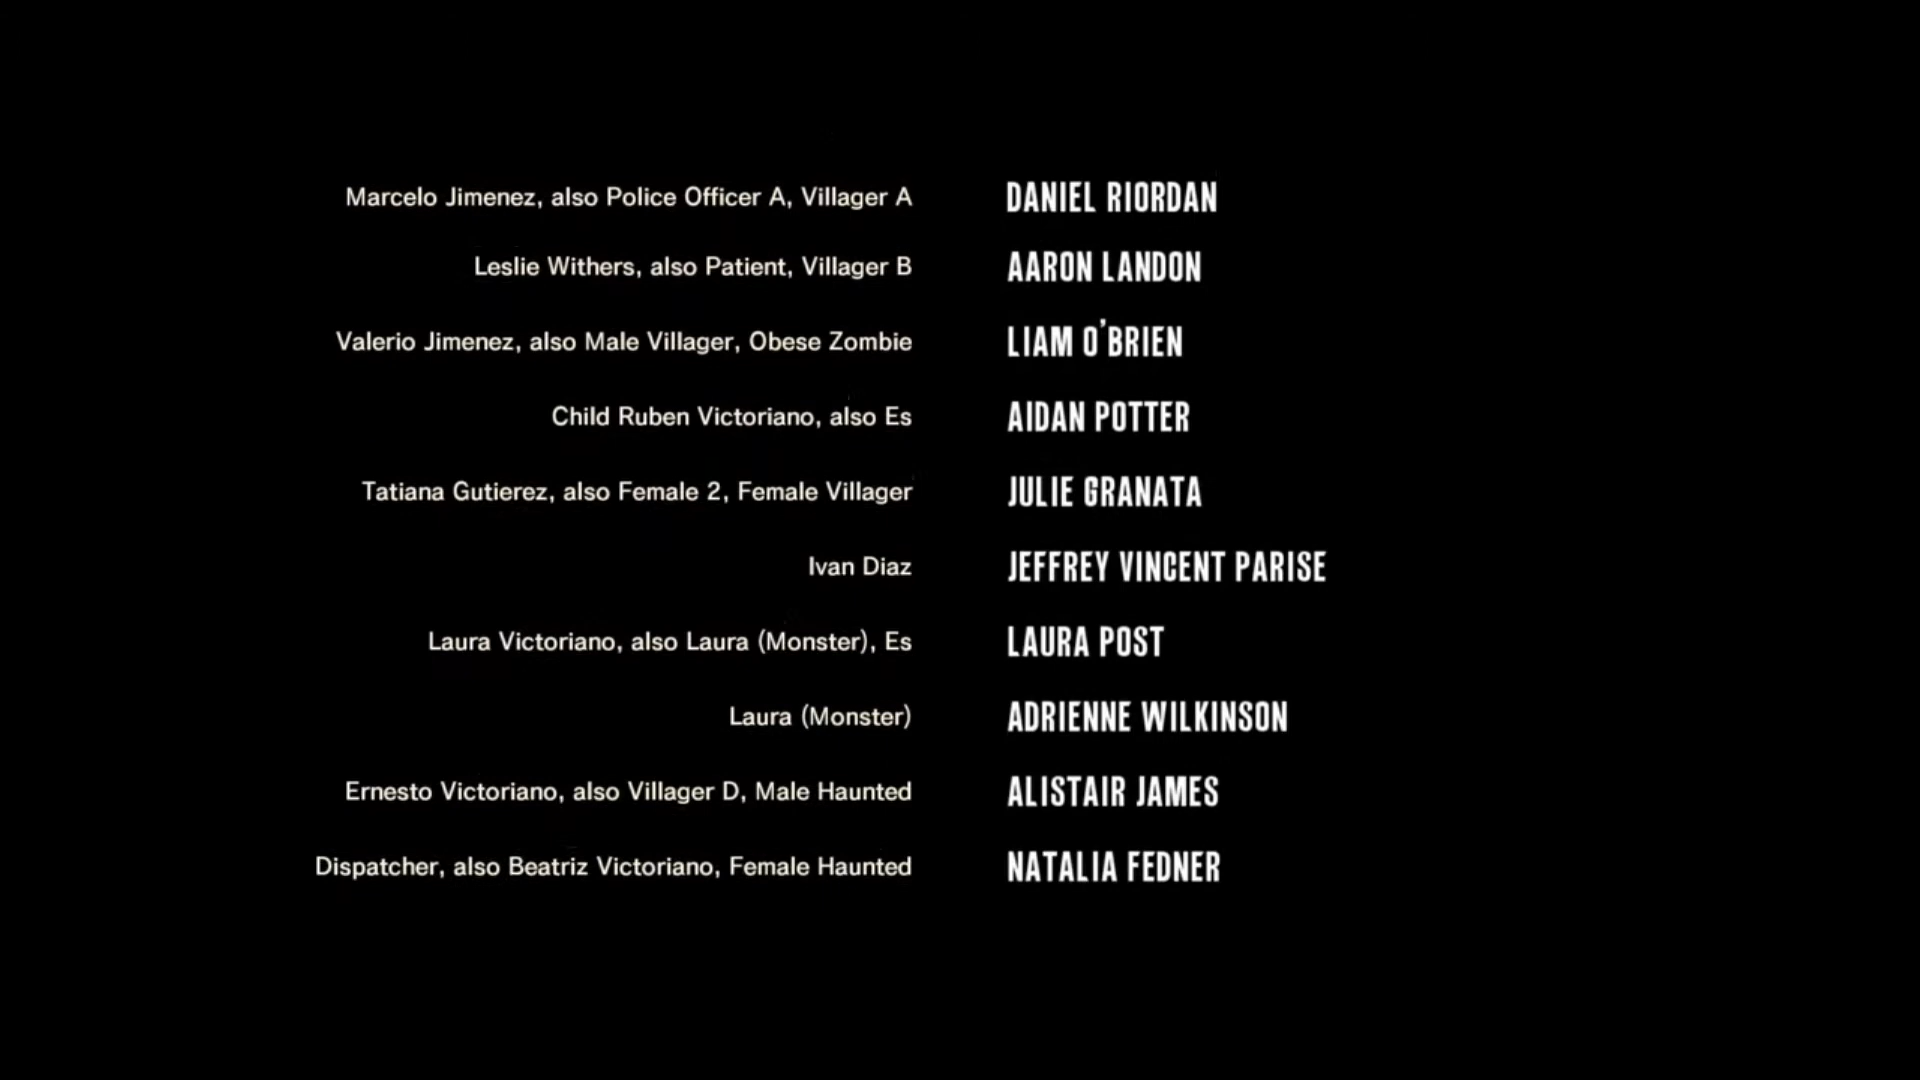 Marcelo Jimenez, also Police Officer A, Villager A DANIEL RIORDAN
Leslie Withers, also Patient, Villager B AARON LANDON
Valerio Jimenez, also Male Villager, Obese Zombie LIAM O'BRIEN
Child Ruben Victoriano, also Es AIDAN POTTER
Tatiana Gutierez, also Female 2, Female Villager JULIE GRANATA
Ivan Diaz JEFFREY VINCENT PARISE
Laura Victoriano, also Laura (Monster), Es LAURA POST
Laura (Monster) ADRIENNE WILKINSON
Ernesto Victoriano, also Villager D, Male Haunted ALISTAIR JAMES
Dispatcher, also Beatriz Victoriano, Female Haunted NATALIA FEDNER